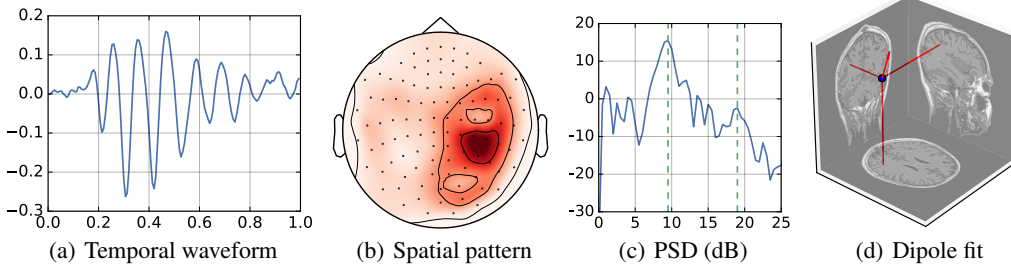 0.2
0.1
0.0
−0.1
−0.2
−0.3
0.0 0.2 0.4 0.6 0.8 1.0
(a) Temporal waveform
(b) Spatial pattern
20
10
0
−10
−20
−30
0 5 10 15 20 25
(c) PSD (dB)
(d) Dipole fit